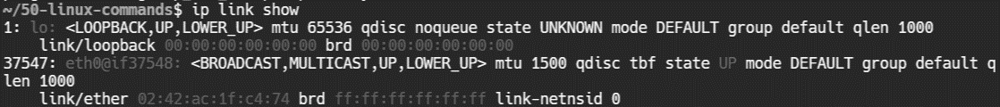 ~/50-linux-commands$ ip link show
1: lo: <LOOPBACK,UP,LOWER_UP> mtu 65536 qdisc noqueue state UNKNOWN mode DEFAULT group default qlen 1000
    link/loopback 00:00:00:00:00:00 brd 00:00:00:00:00:00
37547: eth0@if37548: <BROADCAST,MULTICAST,UP,LOWER_UP> mtu 1500 qdisc tbf state UP mode DEFAULT group default q
len 1000
    link/ether 02:42:ac:1f:c4:74 brd ff:ff:ff:ff:ff:ff link-netnsid 0